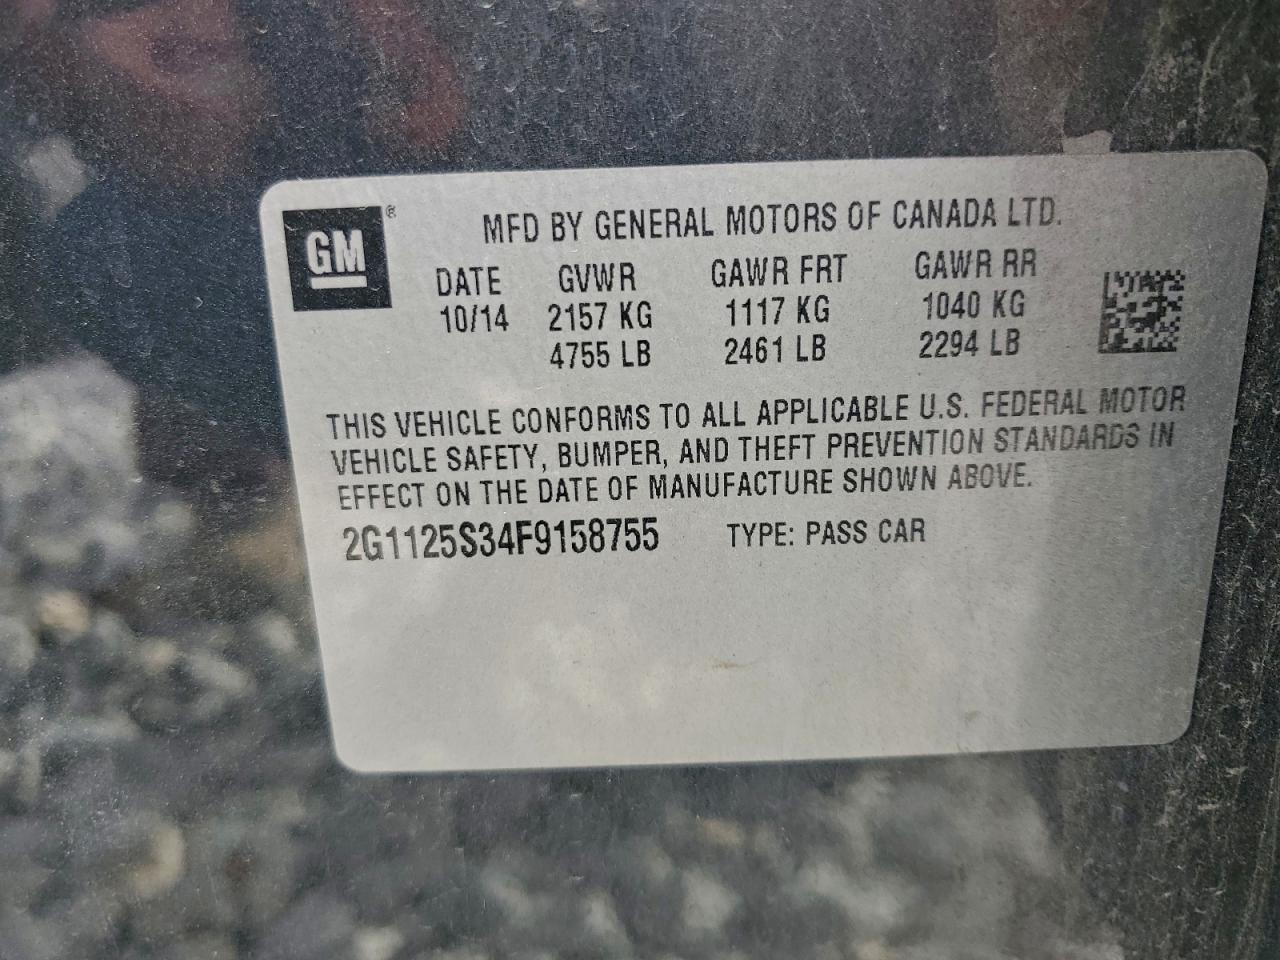 GM®
MFD BY GENERAL MOTORS OF CANADA LTD.
DATE GVWR GAWR FRT GAWR RR
10/14 2157 KG 1117 KG 1040 KG
4755 LB 2461 LB 2294 LB
THIS VEHICLE CONFORMS TO ALL APPLICABLE U.S. FEDERAL MOTOR
VEHICLE SAFETY, BUMPER, AND THEFT PREVENTION STANDARDS IN
EFFECT ON THE DATE OF MANUFACTURE SHOWN ABOVE.
2G1125S34F9158755 TYPE: PASS CAR